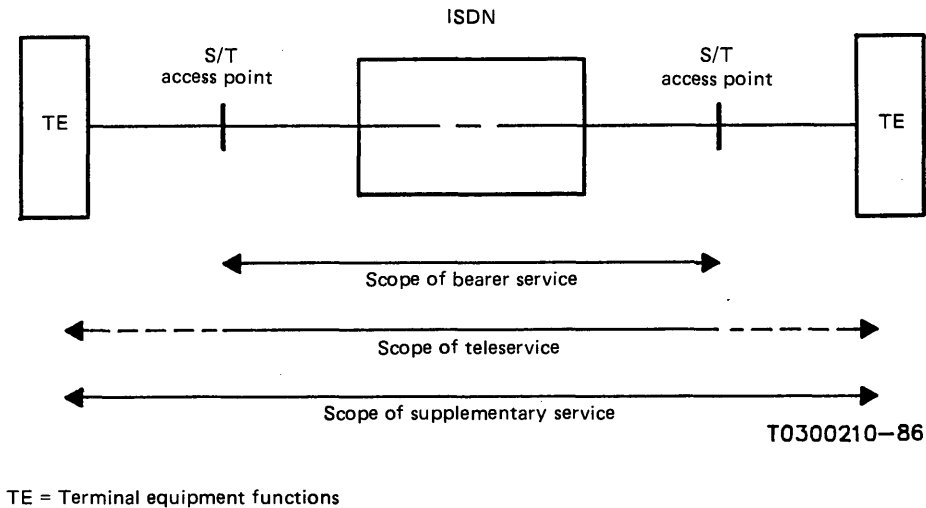 ISDN
S/T
access point
S/T
access point
TE
TE
Scope of bearer service
Scope of teleservice
Scope of supplementary service
T0300210-86
TE = Terminal equipment functions